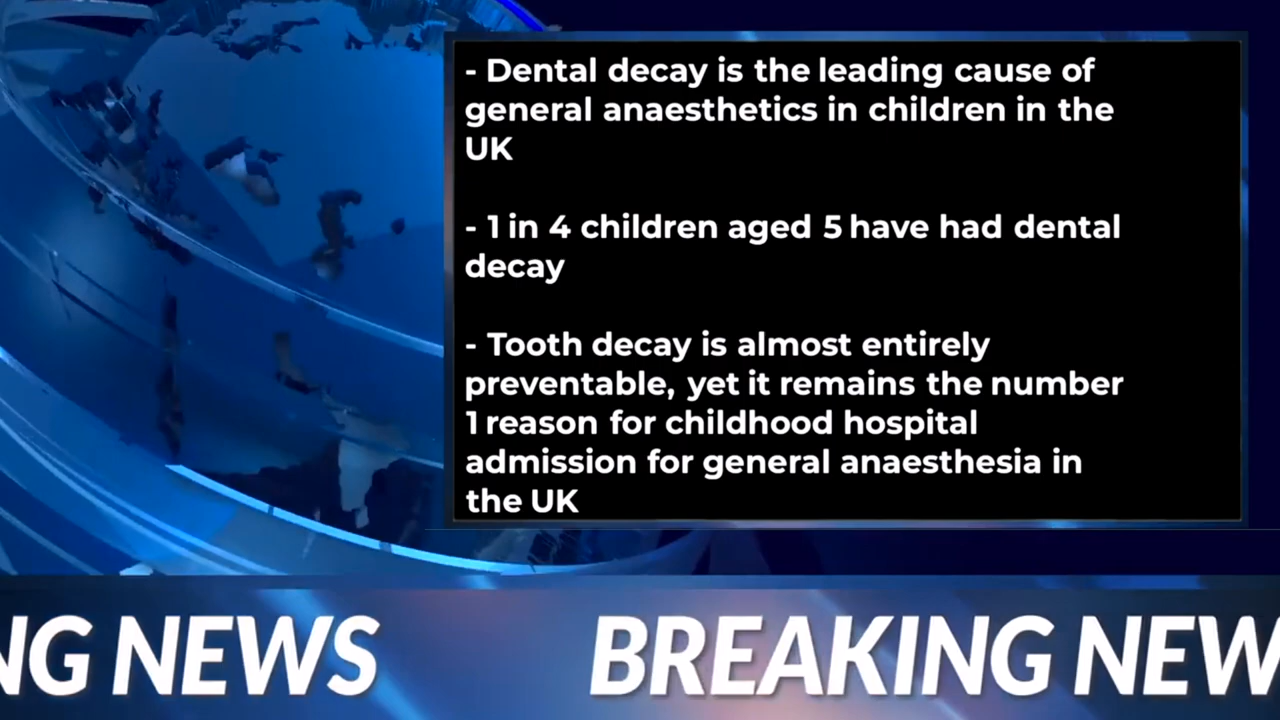 - Dental decay is the leading cause of
general anaesthetics in children in the
UK
- 1 in 4 children aged 5 have had dental
decay
- Tooth decay is almost entirely
preventable, yet it remains the number
1 reason for childhood hospital
admission for general anaesthesia in
the UK
NG NEWS BREAKING NEW